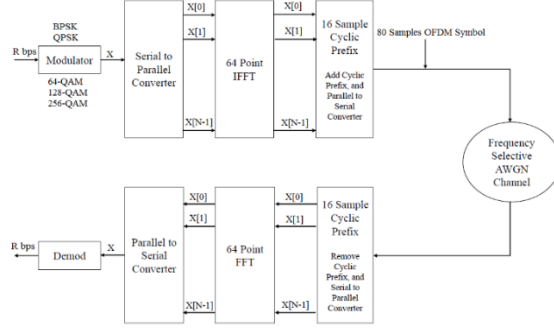 BPSK
QPSK
R bps
Modulator
X
64-QAM
128-QAM
256-QAM
Serial to
Parallel
Converter
X[0]
X[1]
X[N-1]
64 Point
IFFT
X[0]
X[1]
X[N-1]
16 Sample
Cyclic
Prefix
Add Cyclic
Prefix, and
Parallel to
Serial
Converter
80 Samples OFDM Symbol
Frequency
Selective
AWGN
Channel
R bps
Demod
X
Parallel to
Serial
Converter
X[0]
X[1]
X[N-1]
64 Point
FFT
X[0]
X[1]
X[N-1]
16 Sample
Cyclic
Prefix
Remove
Cyclic
Prefix, and
Serial to
Parallel
Converter